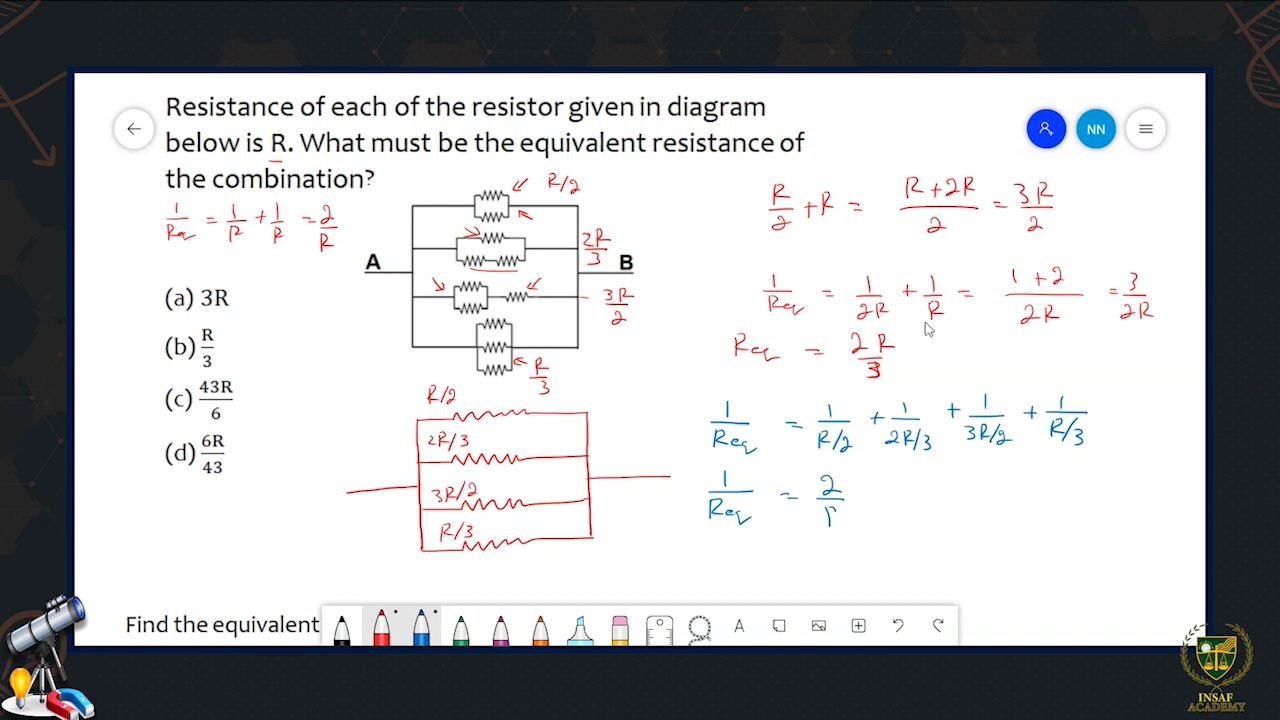 Resistance of each of the resistor given in diagram
below is R. What must be the equivalent resistance of
the combination?
1/Req = 1/R + 1/R = 2/R
(a) 3R
(b) R/3
(c) 43R/6
(d) 6R/43
A
B
R/2
2R/3
3R/2
R/3
R/2
2R/3
3R/2
R/3
R/2 + R = R + 2R/2 = 3R/2
1/Req = 1/2R + 1/R = 1 + 2/2R = 3/2R
Req = 2R/3
1/Req = 1/R/2 + 1/2R/3 + 1/3R/2 + 1/R/3
1/Req = 2/
Find the equivalent
NN
A
INSAF
ACADEMY